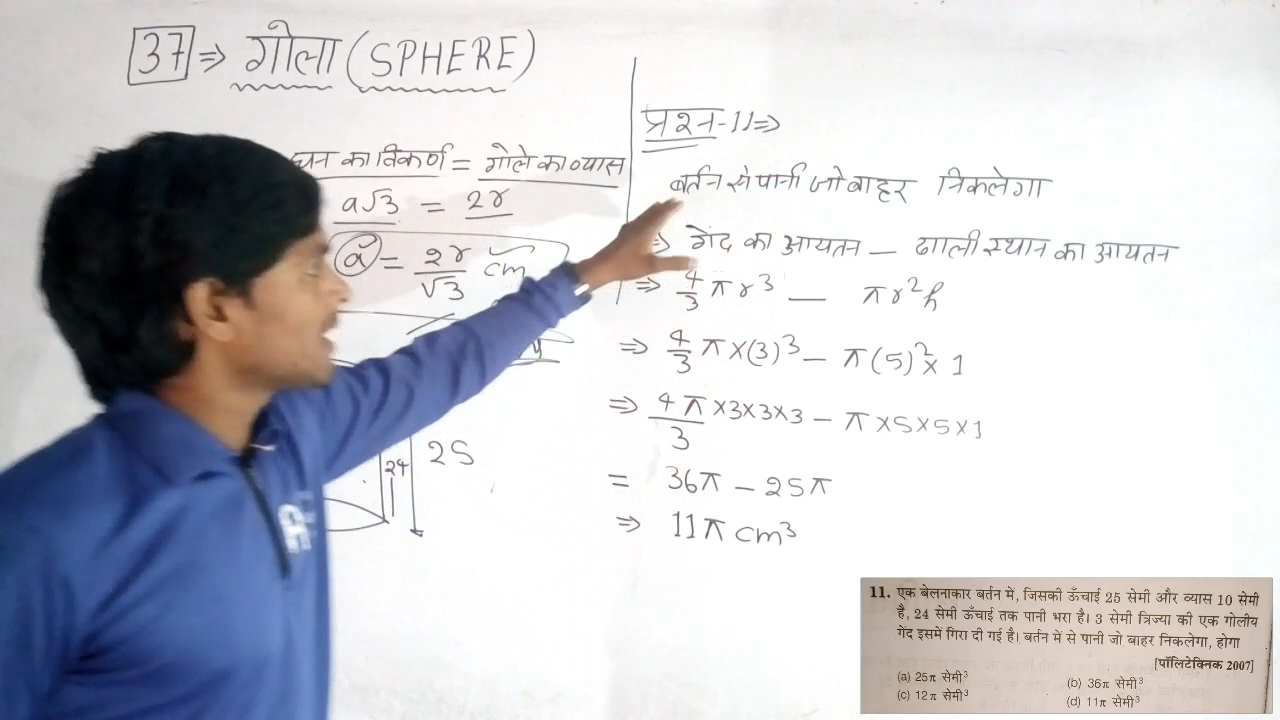 37 ⇒ गोला (SPHERE)
घन का विकर्ण = गोले का व्यास
a√3 = 2r
a = 2r/√3 cm
24
25
प्रश्न-11⇒
बर्तन से पानी जो बाहर निकलेगा
⇒ गेंद का आयतन — खाली स्थान का आयतन
⇒ 4/3 πr³ — πr²h
⇒ 4/3 π×(3)³ – π(5)²×1
⇒ 4π/3 ×3×3×3 – π×5×5×1
= 36π – 25π
⇒ 11π cm³
11. एक बेलनाकार बर्तन में, जिसकी ऊँचाई 25 सेमी और व्यास 10 सेमी
है, 24 सेमी ऊँचाई तक पानी भरा है। 3 सेमी त्रिज्या की एक गोलीय
गेंद इसमें गिरा दी गई है। बर्तन में से पानी जो बाहर निकलेगा, होगा
[पॉलिटेक्निक 2007]
(a) 25π सेमी³ (b) 36π सेमी³
(c) 12π सेमी³ (d) 11π सेमी³